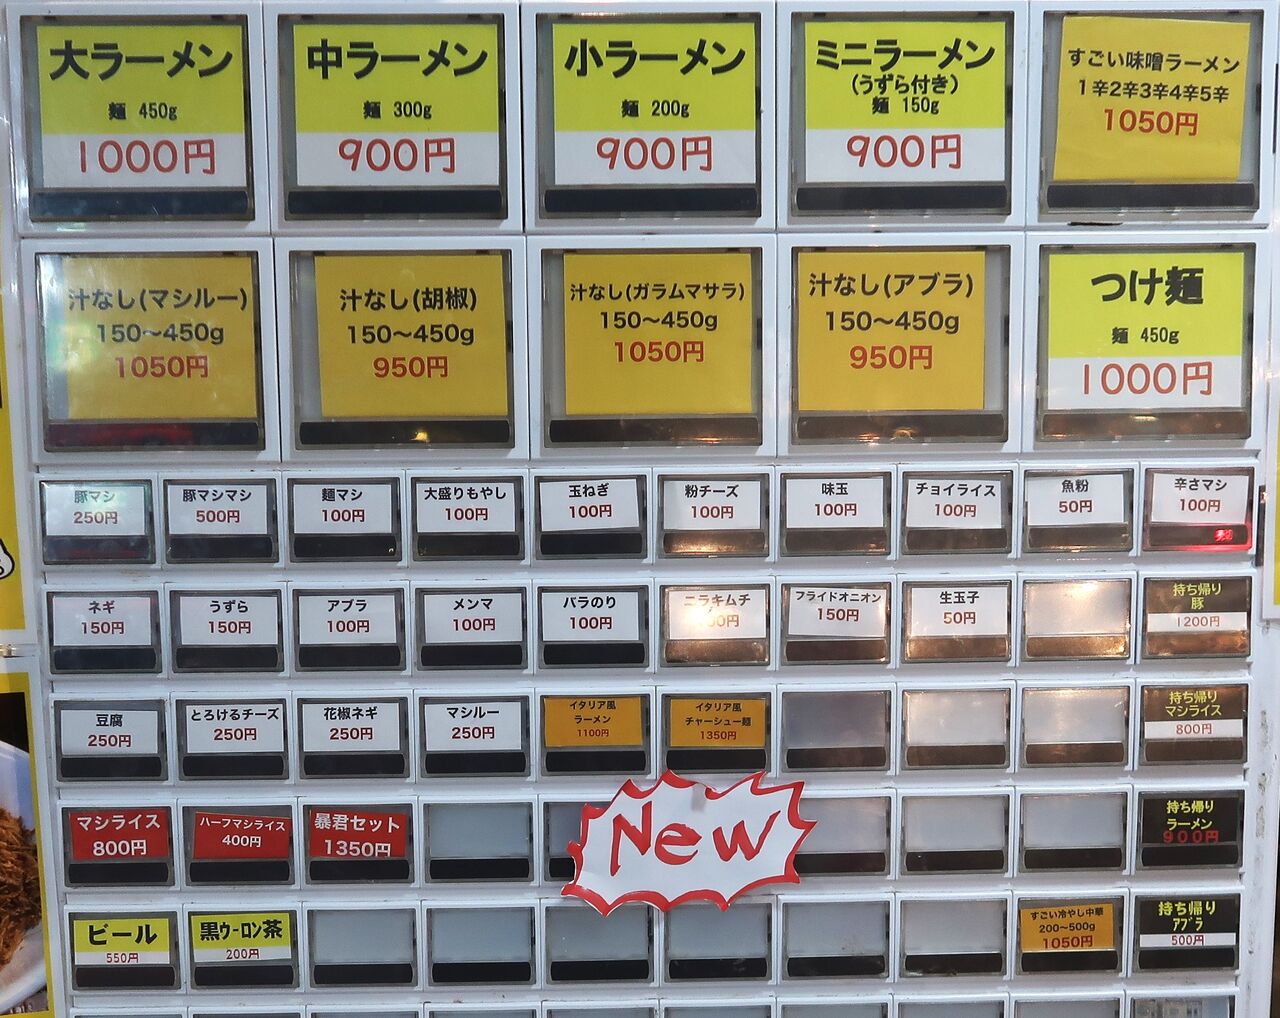 大ラーメン
麺 450g
1000円
中ラーメン
麺 300g
900円
小ラーメン
麺 200g
900円
ミニラーメン
(うずら付き)
麺 150g
900円
すごい味噌ラーメン
1辛2辛3辛4辛5辛
1050円
汁なし(マシルー)
150〜450g
1050円
汁なし(胡椒)
150〜450g
950円
汁なし(ガラムマサラ)
150〜450g
1050円
汁なし(アブラ)
150〜450g
950円
つけ麺
麺 450g
1000円
豚マシ
250円
豚マシマシ
500円
麺マシ
100円
大盛りもやし
100円
玉ねぎ
100円
粉チーズ
100円
味玉
100円
チョイライス
100円
魚粉
50円
辛さマシ
100円
ネギ
150円
うずら
150円
アブラ
100円
メンマ
100円
バラのり
100円
ニラキムチ
00円
フライドオニオン
150円
生玉子
50円
持ち帰り
豚
1200円
豆腐
250円
とろけるチーズ
250円
花椒ネギ
250円
マシルー
250円
イタリア風
ラーメン
1100円
イタリア風
チャーシュー麺
1350円
持ち帰り
マシライス
800円
マシライス
800円
ハーフマシライス
400円
暴君セット
1350円
New
持ち帰り
ラーメン
900円
ビール
550円
黒ウーロン茶
200円
すごい冷やし中華
200〜500g
1050円
持ち帰り
アブラ
500円